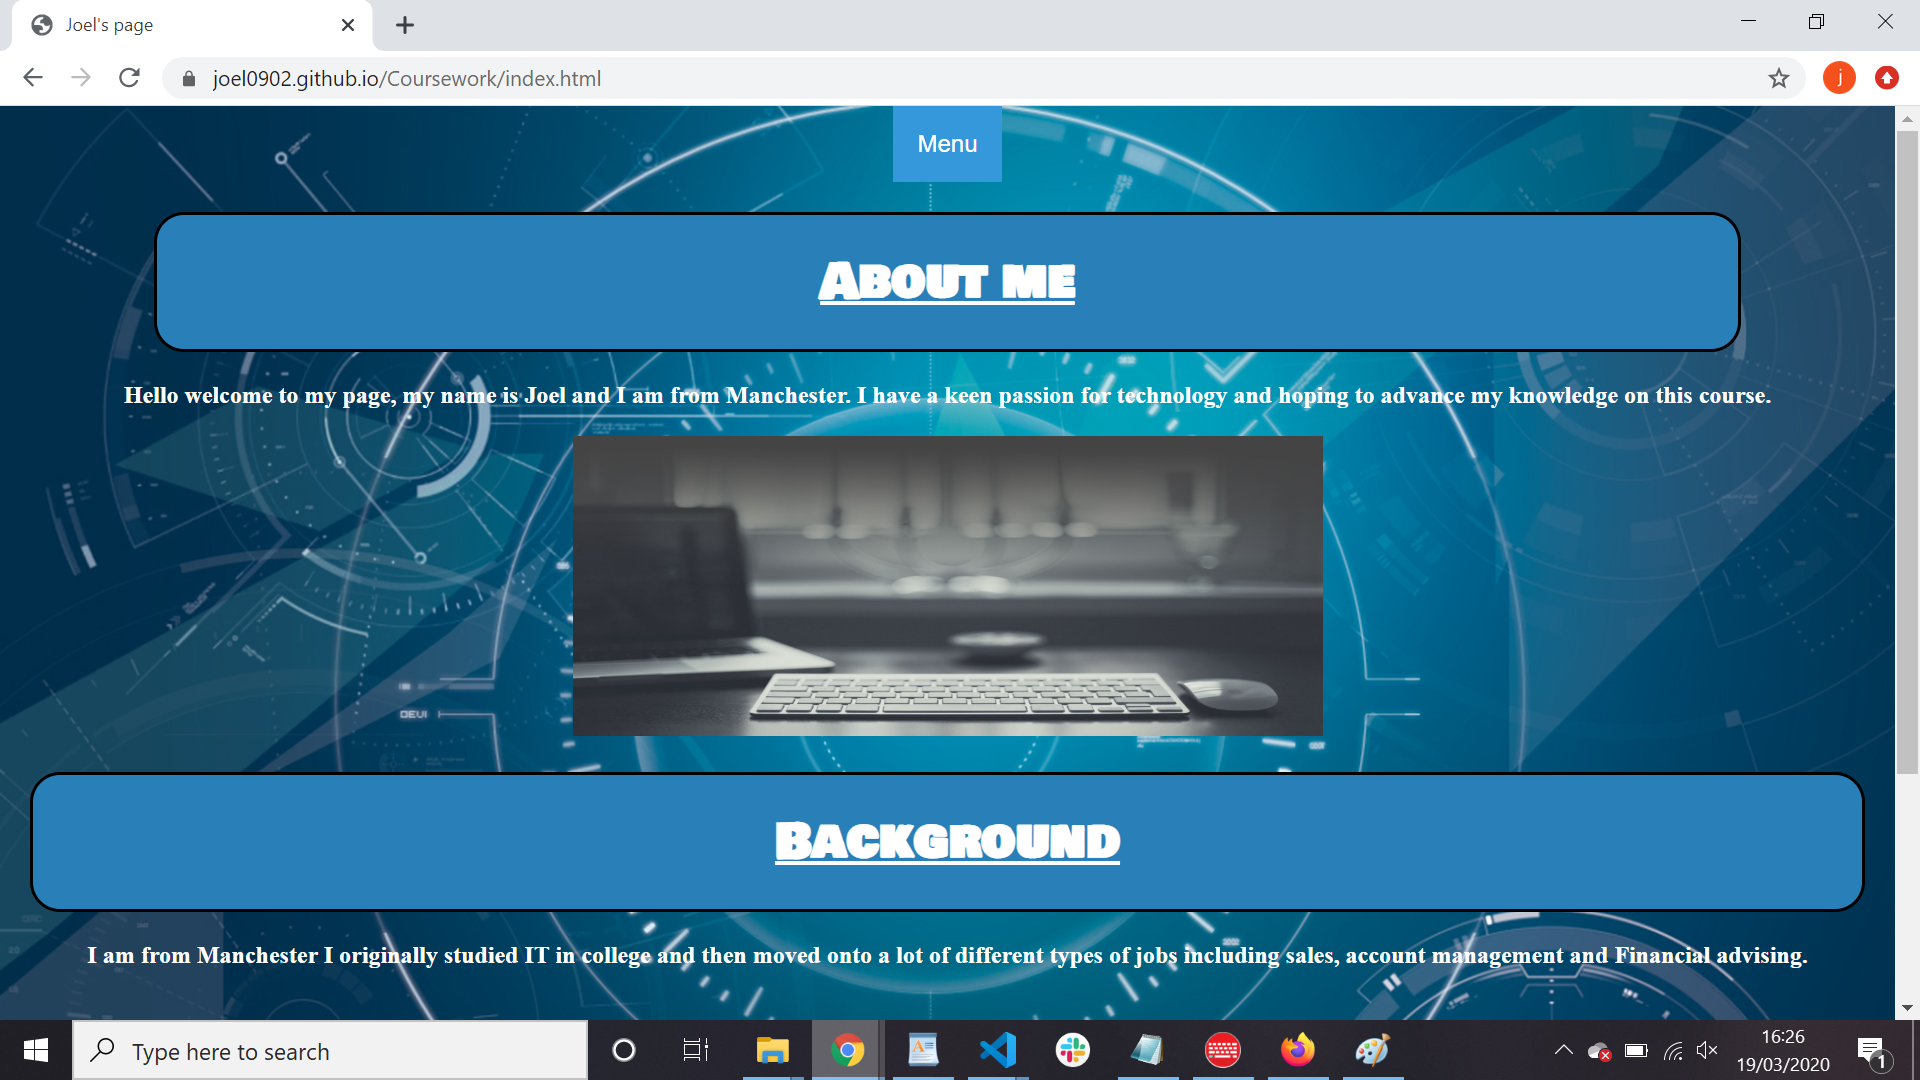 Joel's page
joel0902.github.io/Coursework/index.html
j
Menu
About me
Hello welcome to my page, my name is Joel and I am from Manchester. I have a keen passion for technology and hoping to advance my knowledge on this course.
DEVI
Background
I am from Manchester I originally studied IT in college and then moved onto a lot of different types of jobs including sales, account management and Financial advising.
Type here to search
16:26
19/03/2020
1